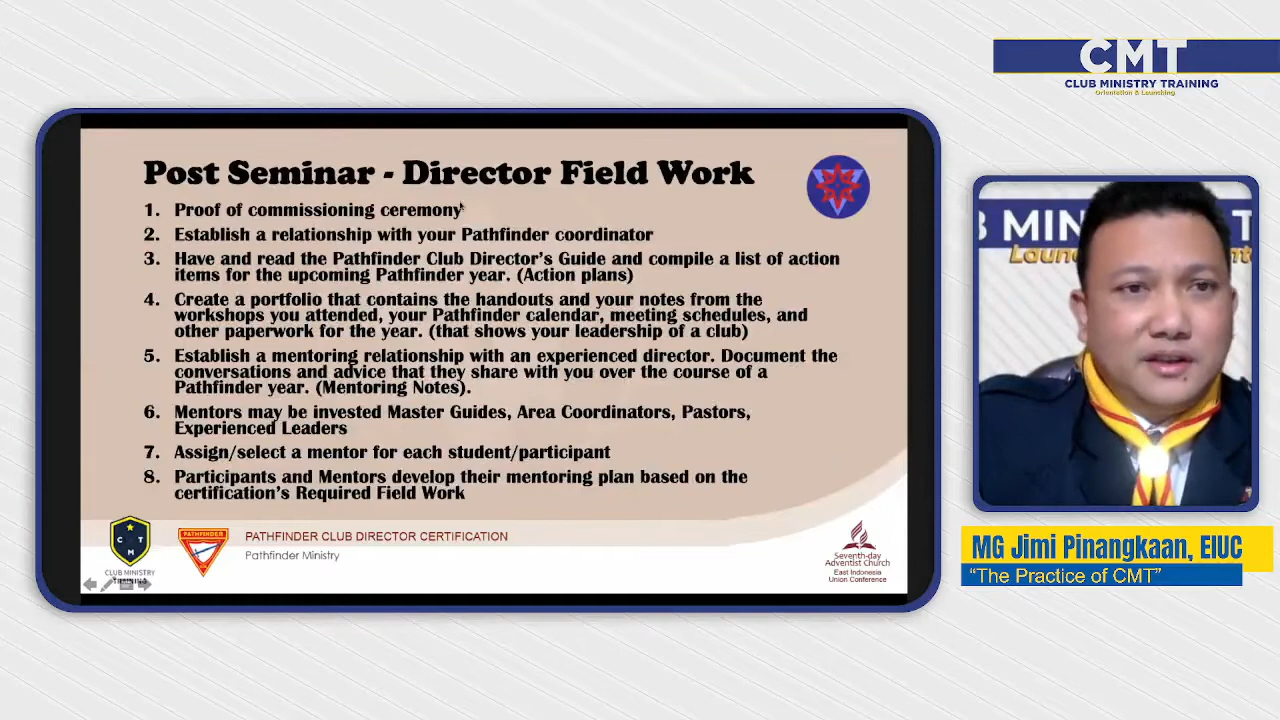 CMT
CLUB MINISTRY TRAINING
Orientation & Launching
Post Seminar - Director Field Work
1. Proof of commissioning ceremony
2. Establish a relationship with your Pathfinder coordinator
3. Have and read the Pathfinder Club Director's Guide and compile a list of action
items for the upcoming Pathfinder year. (Action plans)
4. Create a portfolio that contains the handouts and your notes from the
workshops you attended, your Pathfinder calendar, meeting schedules, and
other paperwork for the year. (that shows your leadership of a club)
5. Establish a mentoring relationship with an experienced director. Document the
conversations and advice that they share with you over the course of a
Pathfinder year. (Mentoring Notes).
6. Mentors may be invested Master Guides, Area Coordinators, Pastors,
Experienced Leaders
7. Assign/select a mentor for each student/participant
8. Participants and Mentors develop their mentoring plan based on the
certification's Required Field Work
C T
M
CLUB MINISTRY
TRAINING
PATHFINDER
PATHFINDER CLUB DIRECTOR CERTIFICATION
Pathfinder Ministry
Seventh-day
Adventist Church
East Indonesia
Union Conference
B MIN T
Laun
MG Jimi Pinangkaan, EIUC
"The Practice of CMT"